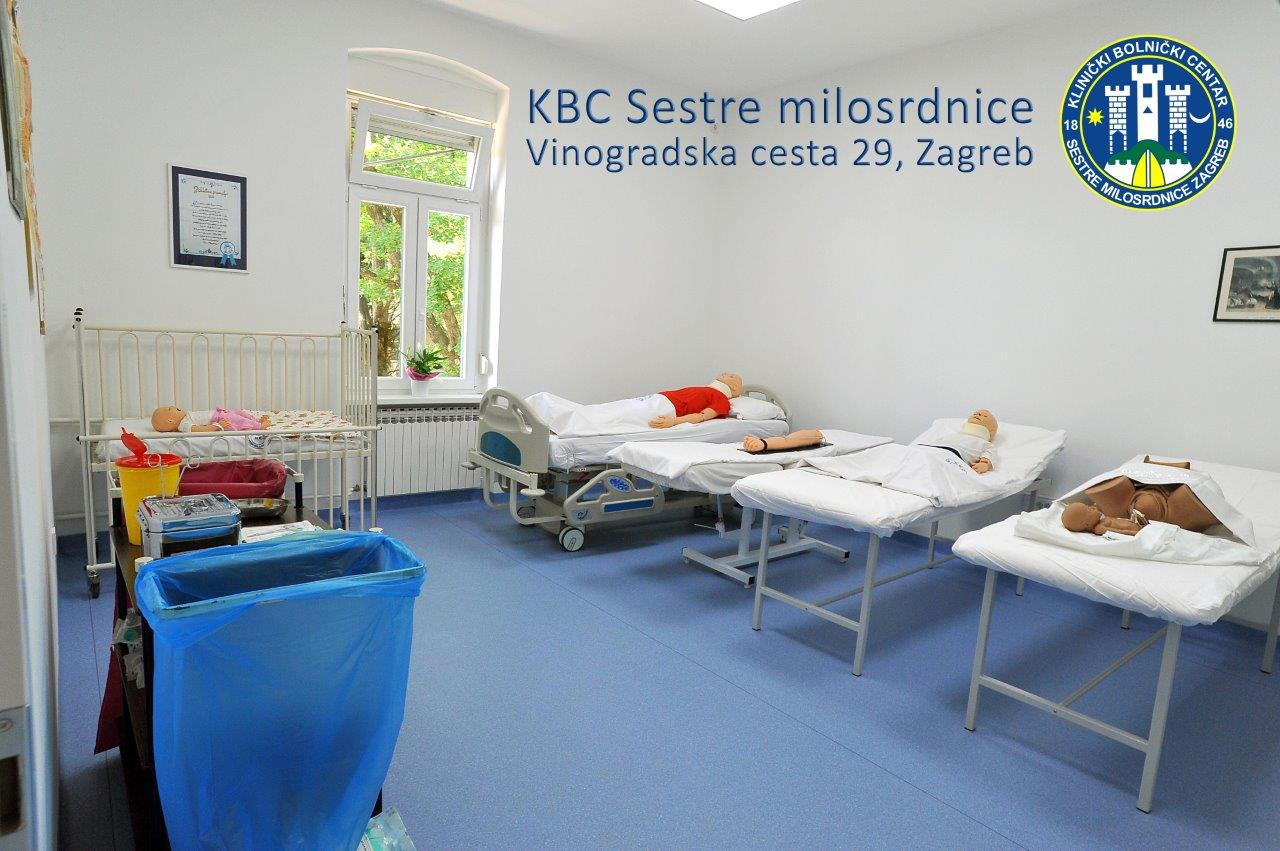 KBC Sestre milosrdnice
Vinogradska cesta 29, Zagreb
KLINIČKI BOLNIČKI CENTAR
18 46
SESTRE MILOSRDNICE ZAGREB